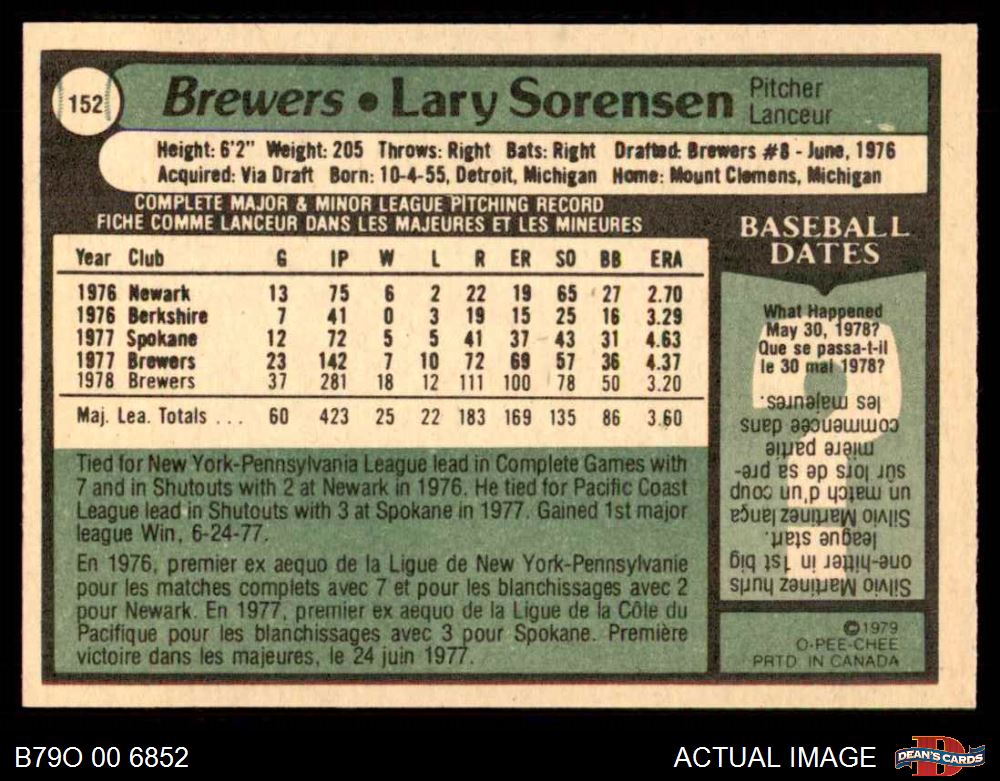 152
Brewers • Lary Sorensen
Pitcher
Lanceur
Height: 6'2" Weight: 205 Throws: Right Bats: Right Drafted: Brewers #8 - June, 1976
Acquired: Via Draft Born: 10-4-55, Detroit, Michigan Home: Mount Clemens, Michigan
COMPLETE MAJOR & MINOR LEAGUE PITCHING RECORD
FICHE COMME LANCEUR DANS LES MAJEURES ET LES MINEURES
Year Club G IP W L R ER SO BB ERA
1976 Newark 13 75 6 2 22 19 65 27 2.70
1976 Berkshire 7 41 0 3 19 15 25 16 3.29
1977 Spokane 12 72 5 5 41 37 43 31 4.63
1977 Brewers 23 142 7 10 72 69 57 36 4.37
1978 Brewers 37 281 18 12 111 100 78 50 3.20
Maj. Lea. Totals ... 60 423 25 22 183 169 135 86 3.60
Tied for New York-Pennsylvania League lead in Complete Games with
7 and in Shutouts with 2 at Newark in 1976. He tied for Pacific Coast
League lead in Shutouts with 3 at Spokane in 1977. Gained 1st major
league Win, 6-24-77.
En 1976, premier ex aequo de la Ligue de New York-Pennsylvanie
pour les matches complets avec 7 et pour les blanchissages avec 2
pour Newark. En 1977, premier ex aequo de la Ligue de la Côte du
Pacifique pour les blanchissages avec 3 pour Spokane. Première
victoire dans les majeures, le 24 juin 1977.
BASEBALL
DATES
What Happened
May 30, 1978?
Que se passa-t-il
le 30 mai 1978?
Silvio Martinez hurls
one-hitter in 1st big
league start.
Silvio Martinez lança
un match d'un coup
sûr lors de sa pre-
mière partie
commencée dans
les majeures.
©1979
O-PEE-CHEE
PRTD. IN CANADA
B79O 00 6852
ACTUAL IMAGE
D
DEAN'S CARDS